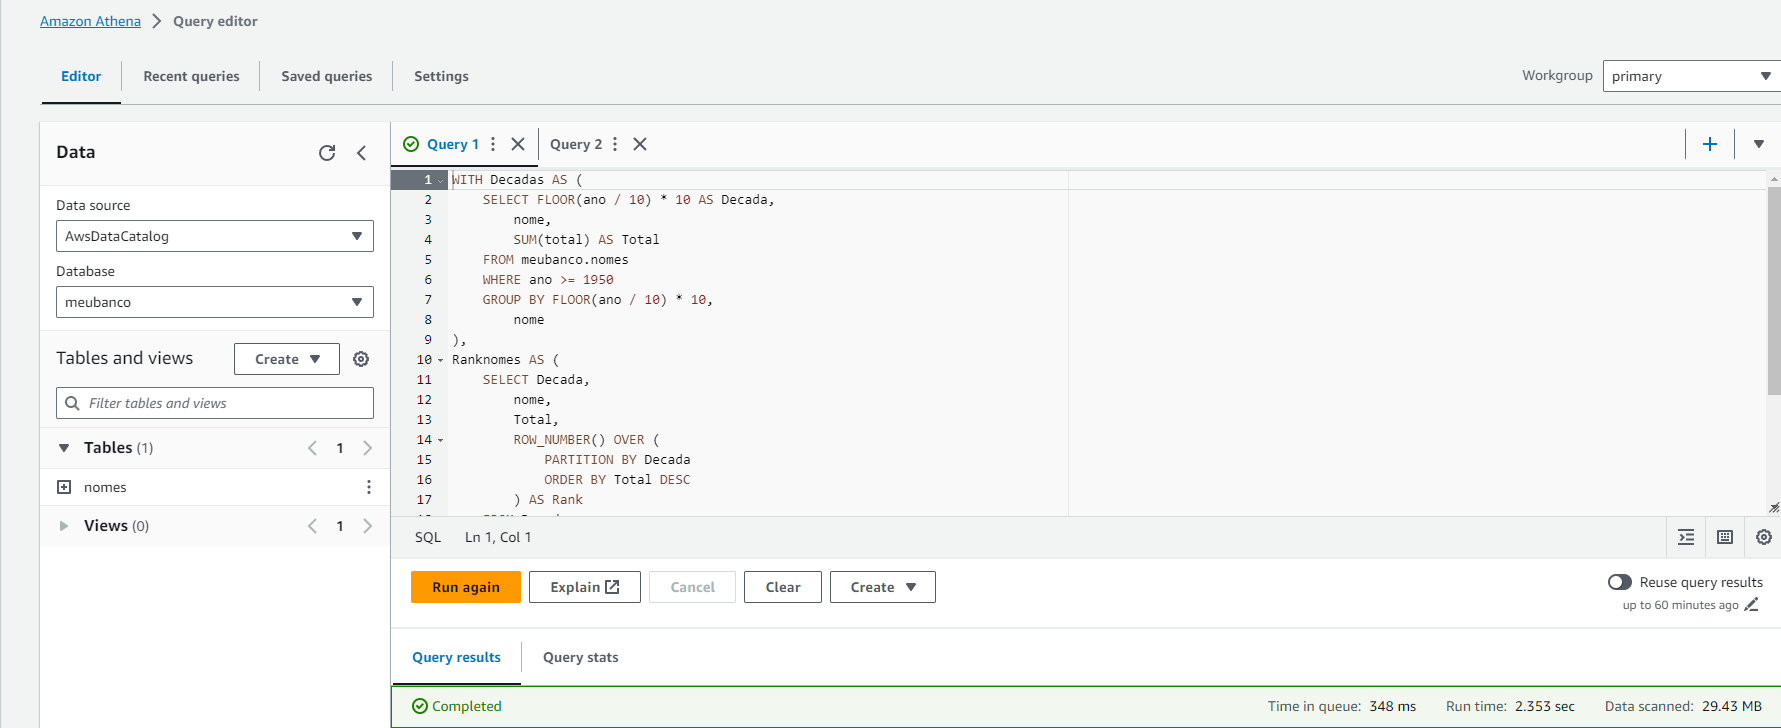 Amazon Athena > Query editor
Editor Recent queries Saved queries Settings
Workgroup primary
Data
Data source
AwsDataCatalog
Database
meubanco
Tables and views Create
Filter tables and views
Tables (1) < 1 >
nomes
Views (0) < 1 >
Query 1 Query 2
1 WITH Decadas AS (
2 SELECT FLOOR(ano / 10) * 10 AS Decada,
3 nome,
4 SUM(total) AS Total
5 FROM meubanco.nomes
6 WHERE ano >= 1950
7 GROUP BY FLOOR(ano / 10) * 10,
8 nome
9 ),
10 Ranknomes AS (
11 SELECT Decada,
12 nome,
13 Total,
14 ROW_NUMBER() OVER (
15 PARTITION BY Decada
16 ORDER BY Total DESC
17 ) AS Rank
SQL Ln 1, Col 1
Run again Explain Cancel Clear Create
Reuse query results
up to 60 minutes ago
Query results Query stats
Completed Time in queue: 348 ms Run time: 2.353 sec Data scanned: 29.43 MB